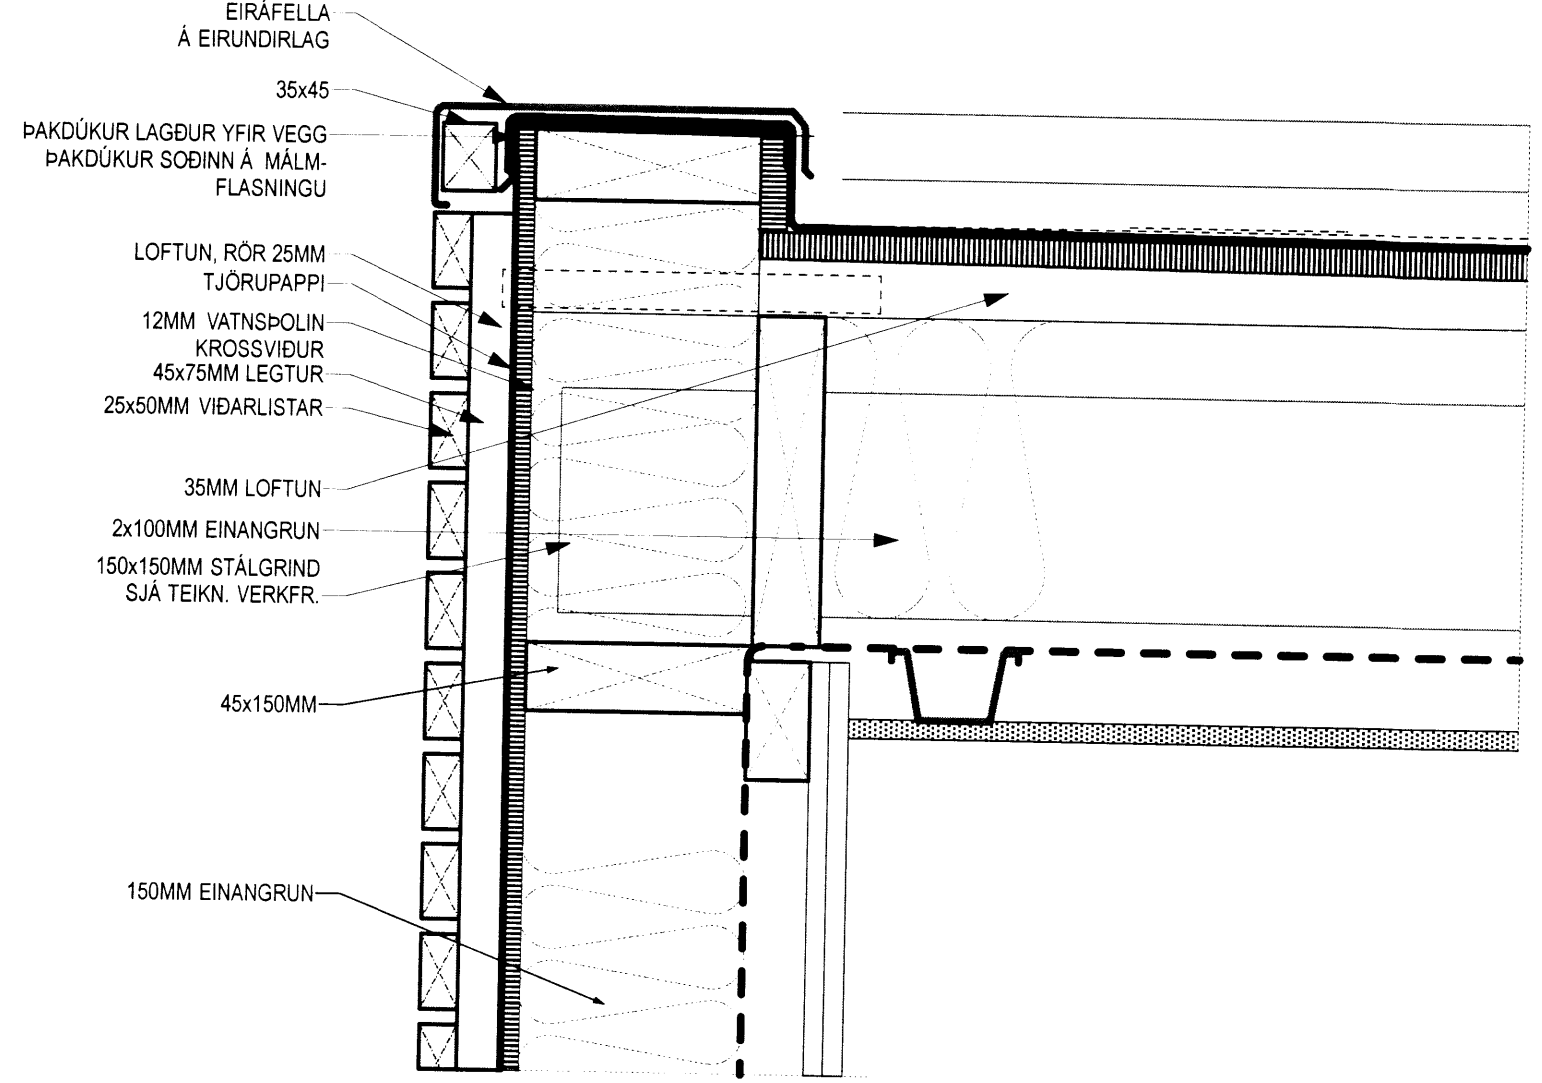 EIRÁFELLA
Á EIRUNDIRLAG
35x45
ÞAKDÚKUR LAGÐUR YFIR VEGG
ÞAKDÚKUR SOÐINN Á MÁLM-
FLASNINGU
LOFTUN, RÖR 25MM
TJÖRUPAPPI
12MM VATNSÞOLIN
KROSSVIÐUR
45x75MM LEGTUR
25x50MM VIÐARLISTAR
35MM LOFTUN
2x100MM EINANGRUN
150x150MM STÁLGRIND
SJÁ TEIKN. VERKFR.
45x150MM
150MM EINANGRUN